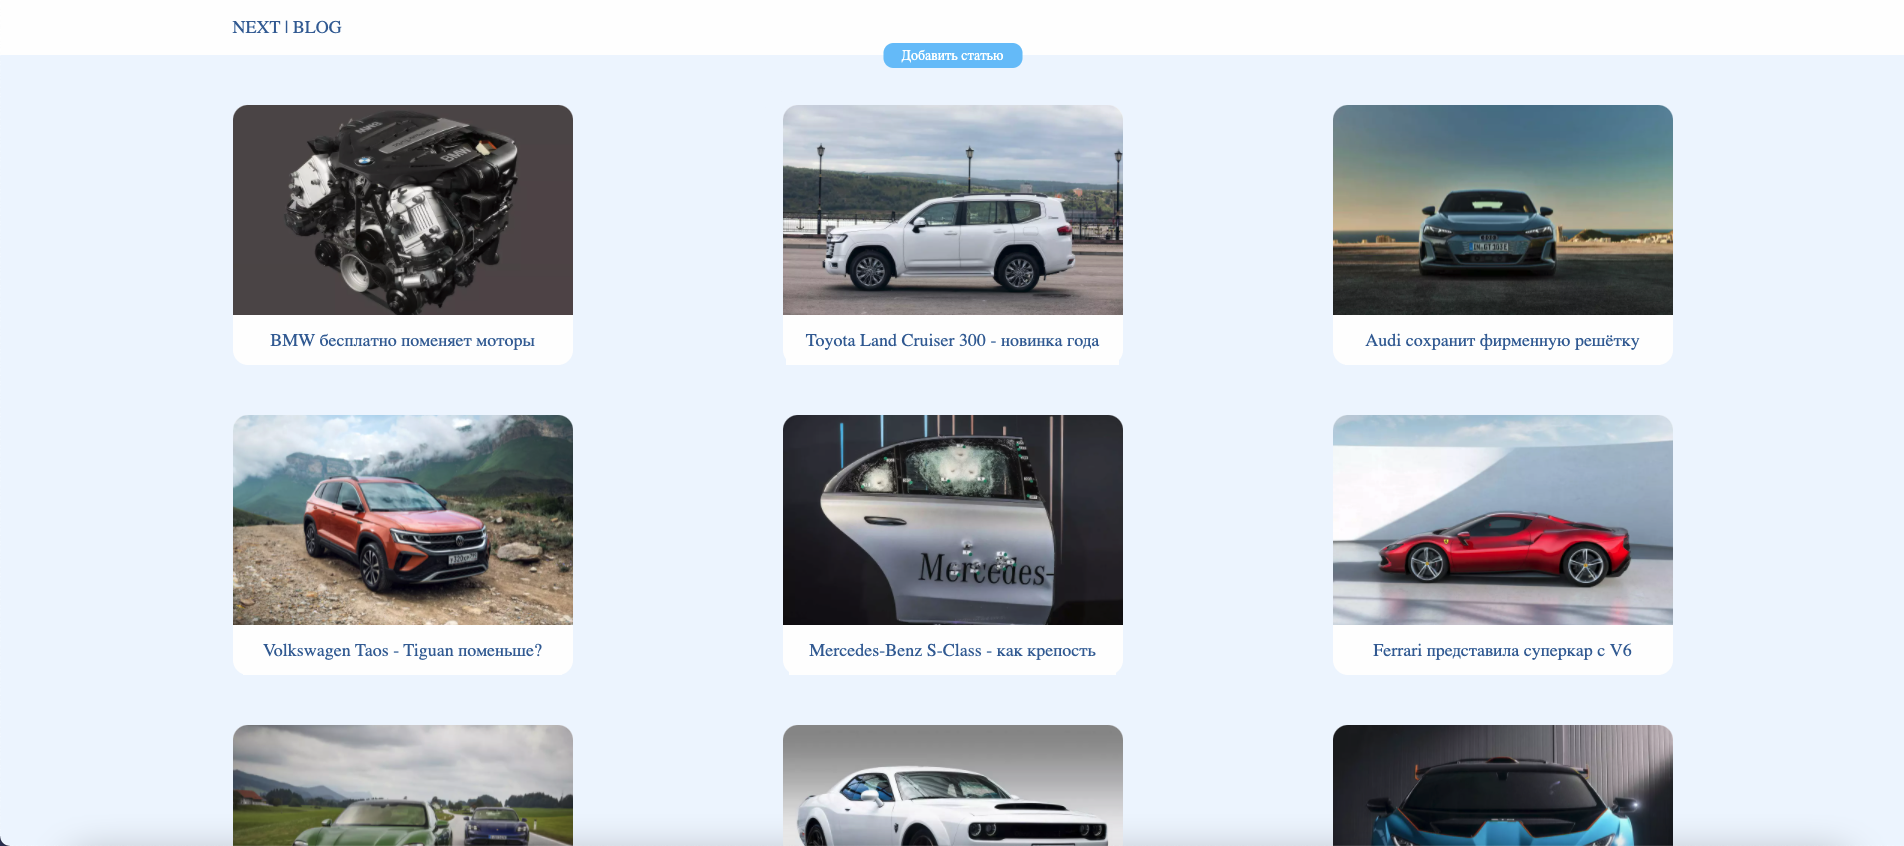 NEXT | BLOG
Добавить статью
BMW
BMW бесплатно поменяет моторы
Toyota Land Cruiser 300 - новинка года
Audi сохранит фирменную решётку
Mercedes-
Volkswagen Taos - Tiguan поменьше?
Mercedes-Benz S-Class - как крепость
Ferrari представила суперкар с V6